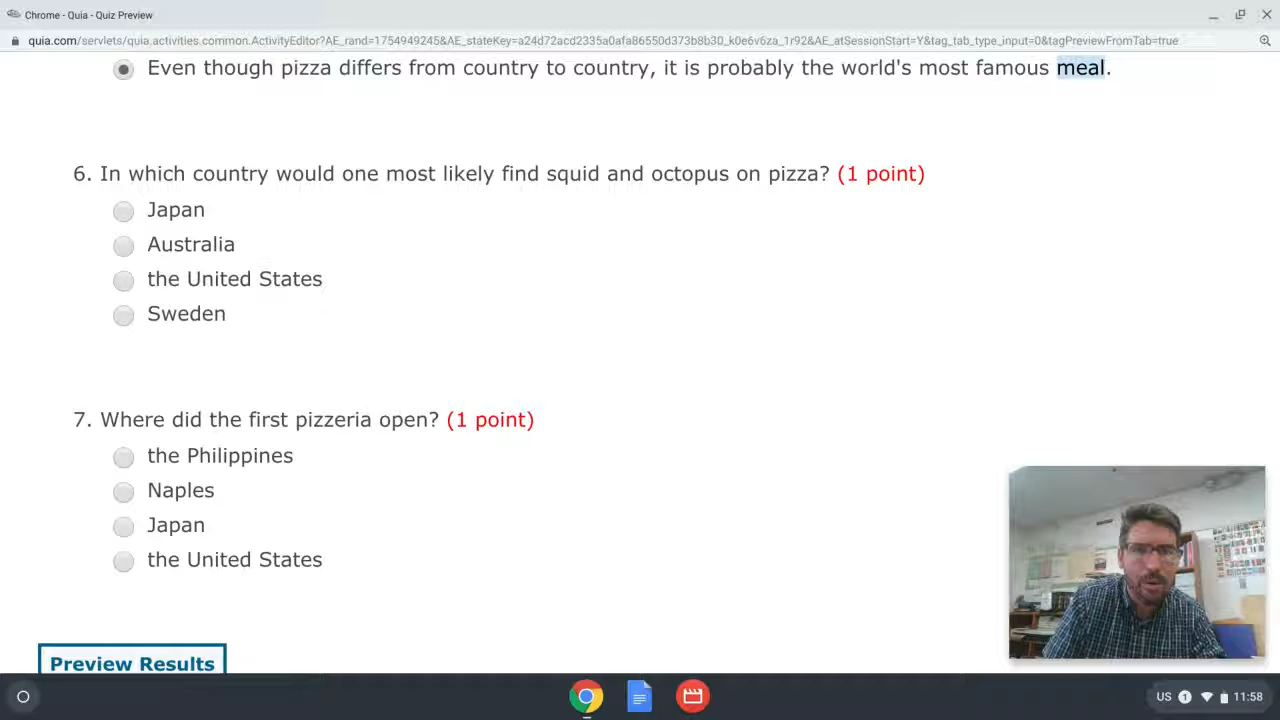 Chrome - Quia - Quiz Preview
quia.com/servlets/quia.activities.common.ActivityEditor?AE_rand=1754949245&AE_stateKey=a24d72acd2335a0afa86550d373b8b30_k0e6v6za_1r92&AE_atSessionStart=Y&tag_tab_type_input=0&tagPreviewFromTab=true
Even though pizza differs from country to country, it is probably the world's most famous meal.
6. In which country would one most likely find squid and octopus on pizza? (1 point)
Japan
Australia
the United States
Sweden
7. Where did the first pizzeria open? (1 point)
the Philippines
Naples
Japan
the United States
Preview Results
US 1 11:58